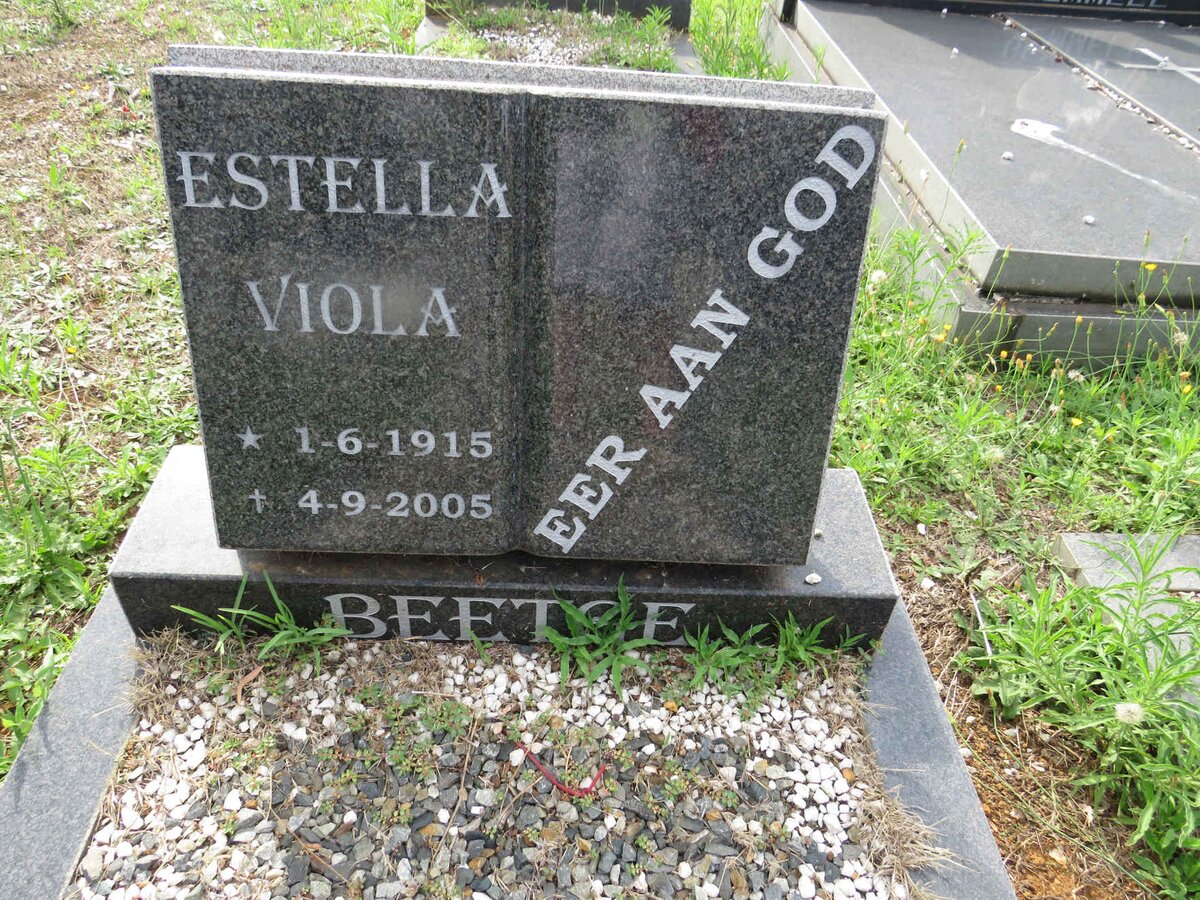 ESTELLA
VIOLA
★ 1-6-1915
✝ 4-9-2005
EER AAN GOD
BEETGE